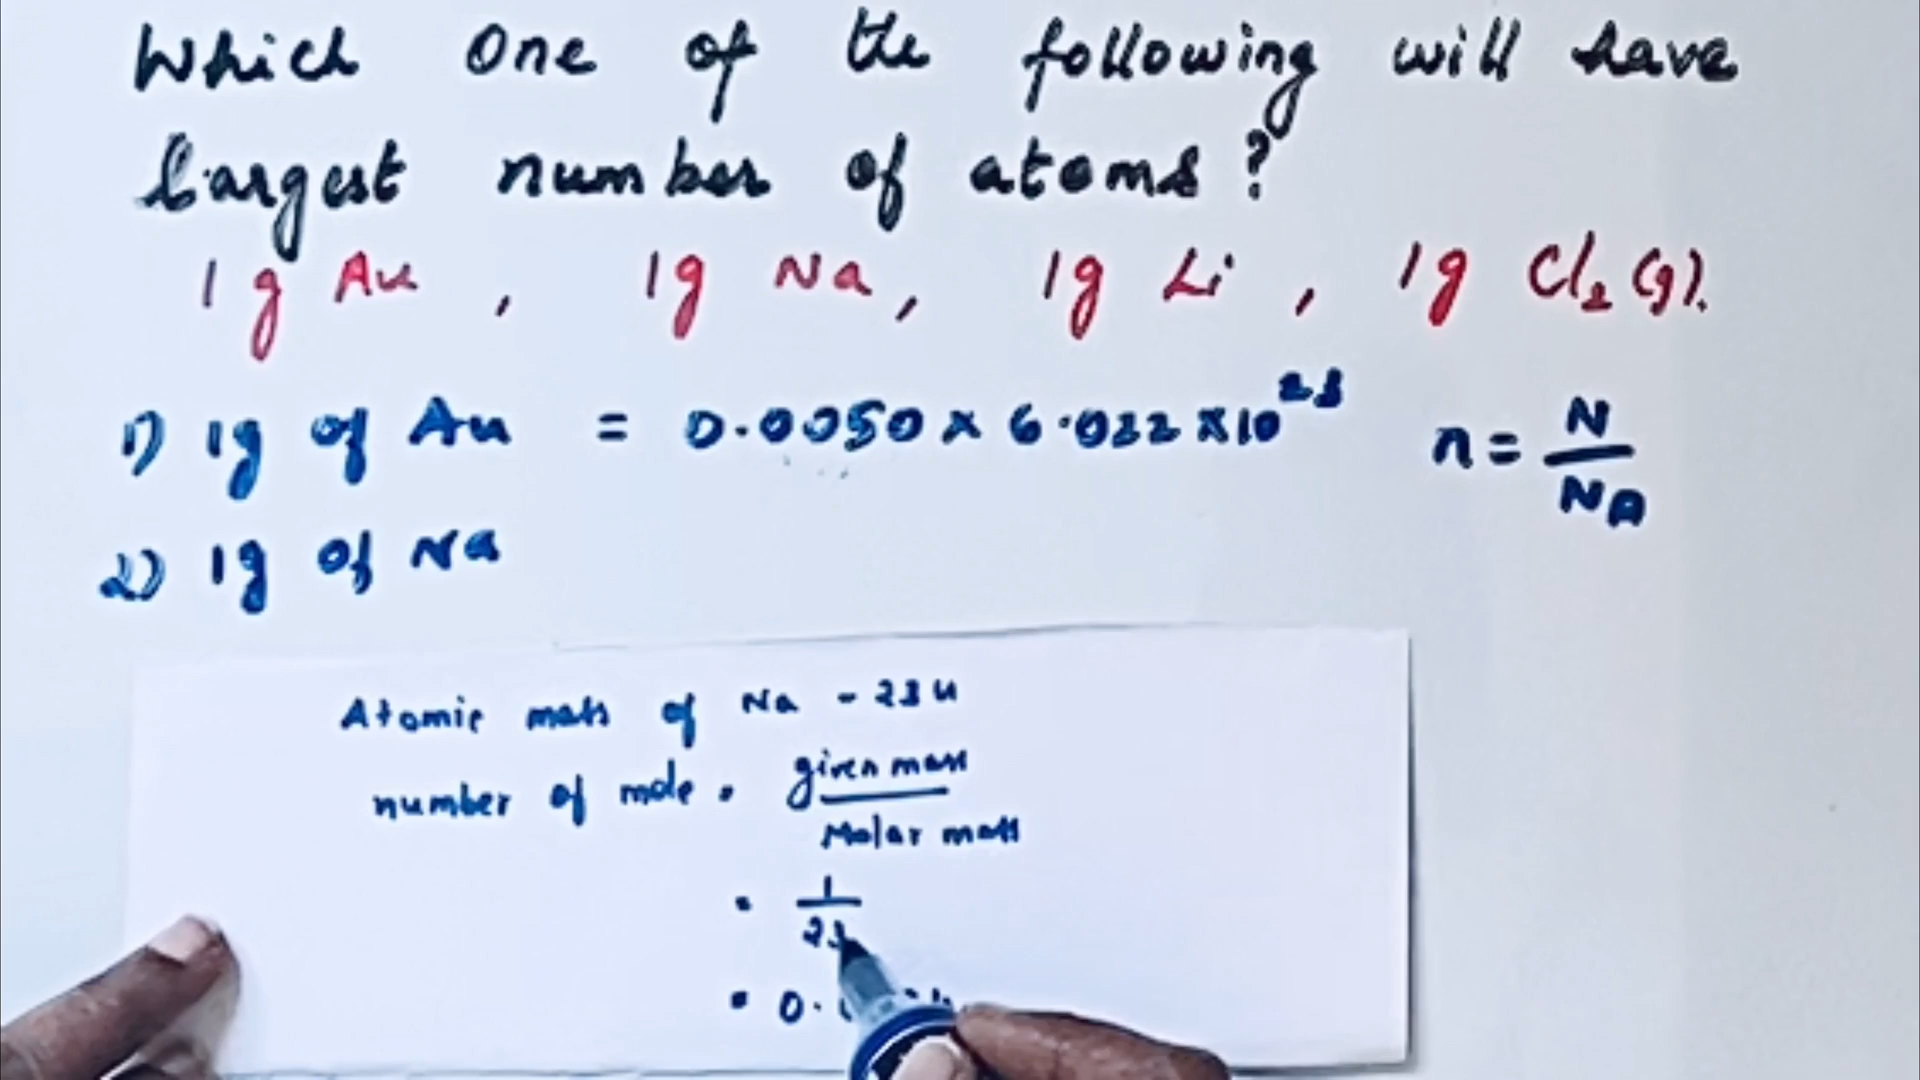 Which One of the following will have
largest number of atoms?
1g Au, 1g Na, 1g Li, 1g Cl₂(g).
1) 1g of Au = 0.0050 × 6.022 × 10²³ n = N/NA
2) 1g of Na
Atomic mass of Na - 23u
number of mole = given mass
Molar mass
= 1/23
= 0.